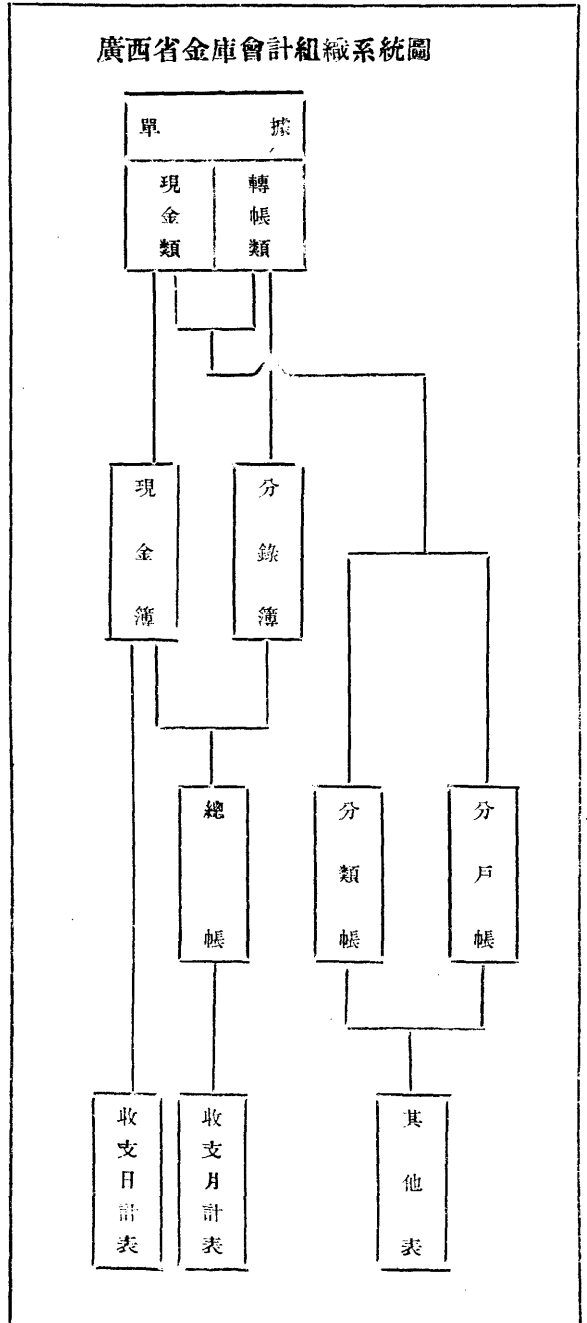 廣西省金庫會計組織系統圖
單據
現金類
轉帳類
現金簿
分錄簿
總帳
分類帳
分戶帳
收支日計表
收支月計表
其他表